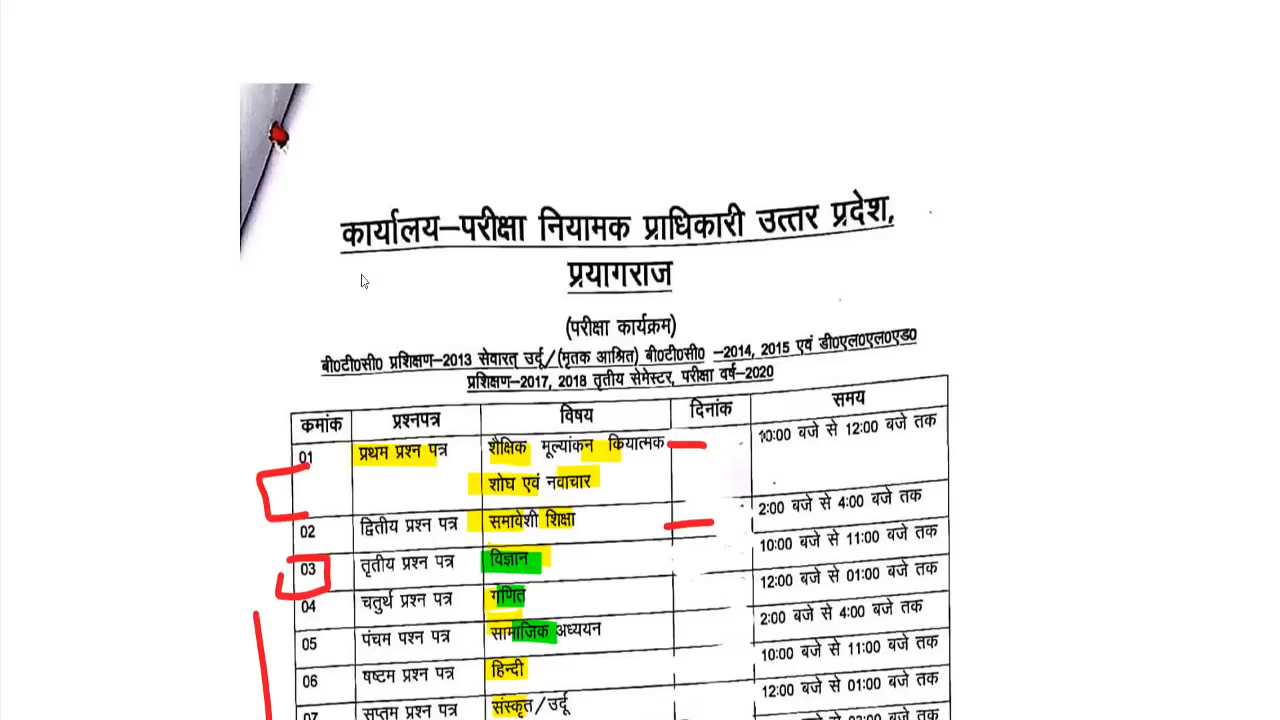 कार्यालय–परीक्षा नियामक प्राधिकारी उत्तर प्रदेश,
प्रयागराज
(परीक्षा कार्यक्रम)
बी0टी0सी0 प्रशिक्षण–2013 सेवारत् उर्दू/(मृतक आश्रित) बी0टी0सी0 –2014, 2015 एवं डी0एल0एल0एड0
प्रशिक्षण–2017, 2018 तृतीय सेमेस्टर, परीक्षा वर्ष–2020
कमांक प्रश्नपत्र विषय दिनांक समय
01 प्रथम प्रश्न पत्र शैक्षिक मूल्यांकन कियात्मक 10:00 बजे से 12:00 बजे तक
शोघ एवं नवाचार
02 द्वितीय प्रश्न पत्र समावेशी शिक्षा 2:00 बजे से 4:00 बजे तक
03 तृतीय प्रश्न पत्र विज्ञान 10:00 बजे से 11:00 बजे तक
04 चतुर्थ प्रश्न पत्र गणित 12:00 बजे से 01:00 बजे तक
05 पंचम पश्न पत्र सामाजिक अध्ययन 2:00 बजे से 4:00 बजे तक
06 षष्टम प्रश्न पत्र हिन्दी 10:00 बजे से 11:00 बजे तक
07 सप्तम प्रश्न पत्र संस्कृत/उर्दू 12:00 बजे से 01:00 बजे तक